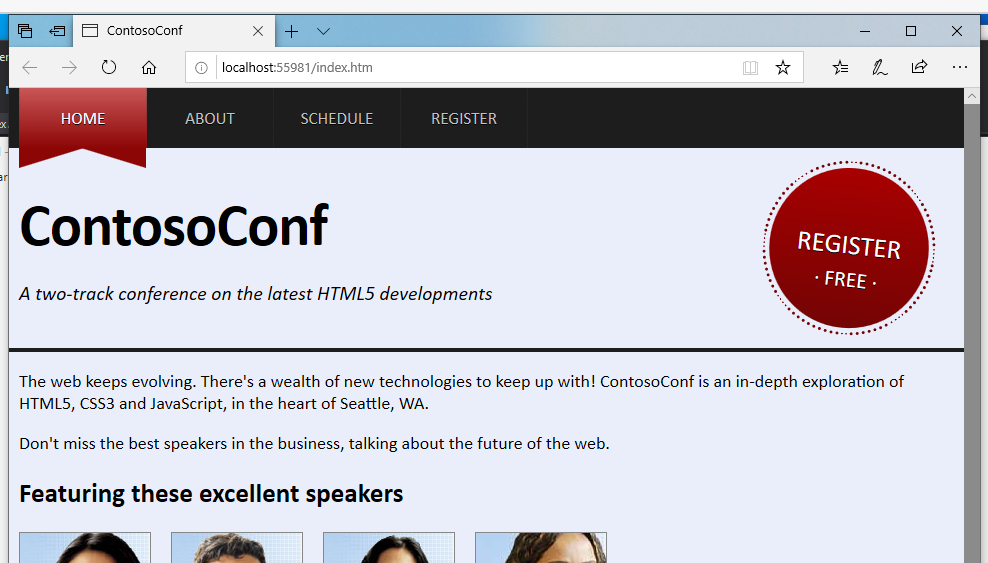 ContosoConf
localhost:55981/index.htm
HOME
ABOUT
SCHEDULE
REGISTER
ContosoConf
A two-track conference on the latest HTML5 developments
REGISTER
· FREE ·
The web keeps evolving. There's a wealth of new technologies to keep up with! ContosoConf is an in-depth exploration of
HTML5, CSS3 and JavaScript, in the heart of Seattle, WA.
Don't miss the best speakers in the business, talking about the future of the web.
Featuring these excellent speakers